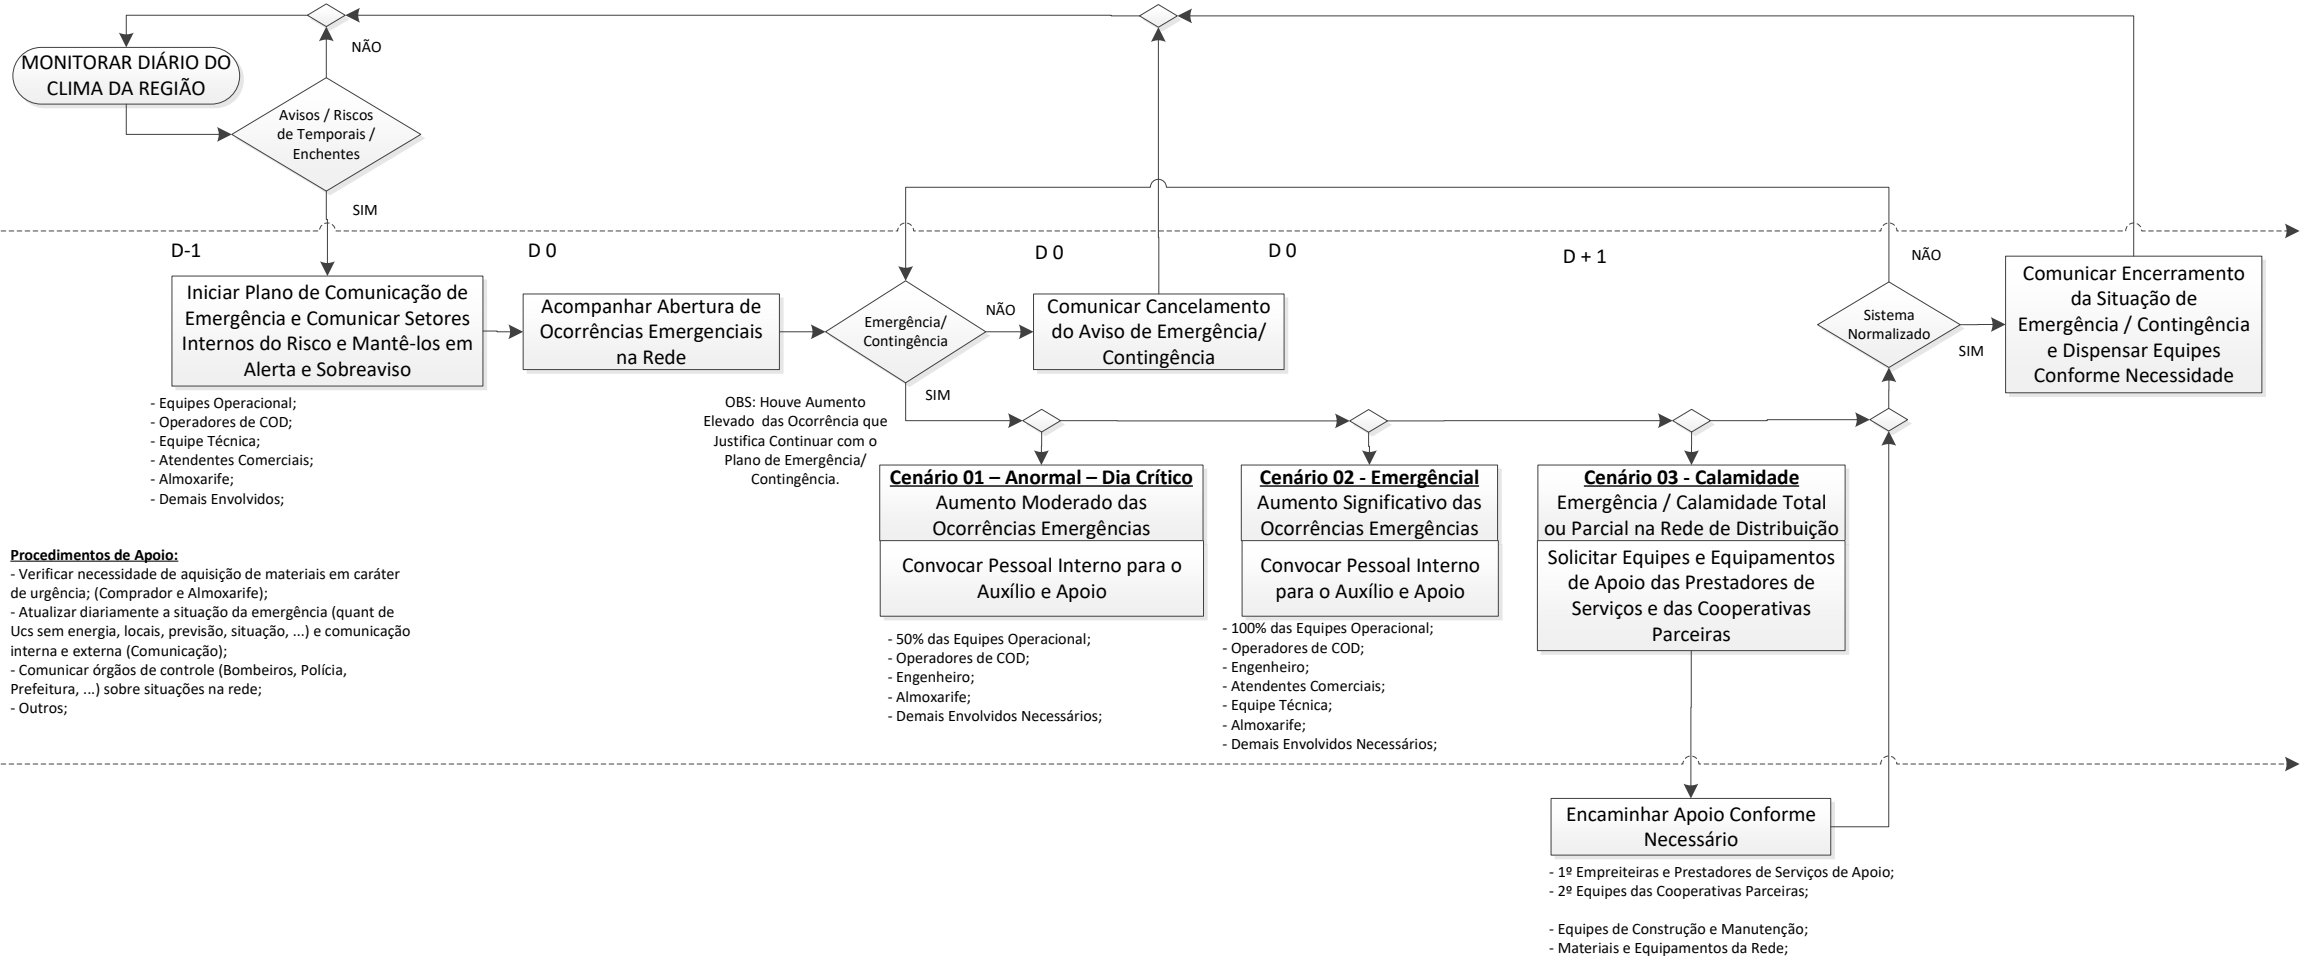 NÃO
MONITORAR DIÁRIO DO
CLIMA DA REGIÃO
Avisos / Riscos
de Temporais /
Enchentes
SIM
D-1
D 0
D 0
D 0
D + 1
Iniciar Plano de Comunicação de
Emergência e Comunicar Setores
Internos do Risco e Mantê-los em
Alerta e Sobreaviso
- Equipes Operacional;
- Operadores de COD;
- Equipe Técnica;
- Atendentes Comerciais;
- Almoxarife;
- Demais Envolvidos;
Acompanhar Abertura de
Ocorrências Emergenciais
na Rede
Emergência/
Contingência
NÃO
SIM
OBS: Houve Aumento
Elevado  das Ocorrência que
Justifica Continuar com o
Plano de Emergência/
Contingência.
Comunicar Cancelamento
do Aviso de Emergência/
Contingência
Sistema
Normalizado
NÃO
SIM
Comunicar Encerramento
da Situação de
Emergência / Contingência
e Dispensar Equipes
Conforme Necessidade
Cenário 01 – Anormal – Dia Crítico
Aumento Moderado das
Ocorrências Emergências
Convocar Pessoal Interno para o
Auxílio e Apoio
- 50% das Equipes Operacional;
- Operadores de COD;
- Engenheiro;
- Almoxarife;
- Demais Envolvidos Necessários;
Cenário 02 - Emergêncial
Aumento Significativo das
Ocorrências Emergências
Convocar Pessoal Interno
para o Auxílio e Apoio
- 100% das Equipes Operacional;
- Operadores de COD;
- Engenheiro;
- Atendentes Comerciais;
- Equipe Técnica;
- Almoxarife;
- Demais Envolvidos Necessários;
Cenário 03 - Calamidade
Emergência / Calamidade Total
ou Parcial na Rede de Distribuição
Solicitar Equipes e Equipamentos
de Apoio das Prestadores de
Serviços e das Cooperativas
Parceiras
Procedimentos de Apoio:
- Verificar necessidade de aquisição de materiais em caráter
de urgência; (Comprador e Almoxarife);
- Atualizar diariamente a situação da emergência (quant de
Ucs sem energia, locais, previsão, situação, ...) e comunicação
interna e externa (Comunicação);
- Comunicar órgãos de controle (Bombeiros, Polícia,
Prefeitura, ...) sobre situações na rede;
- Outros;
Encaminhar Apoio Conforme
Necessário
- 1º Empreiteiras e Prestadores de Serviços de Apoio;
- 2º Equipes das Cooperativas Parceiras;
- Equipes de Construção e Manutenção;
- Materiais e Equipamentos da Rede;